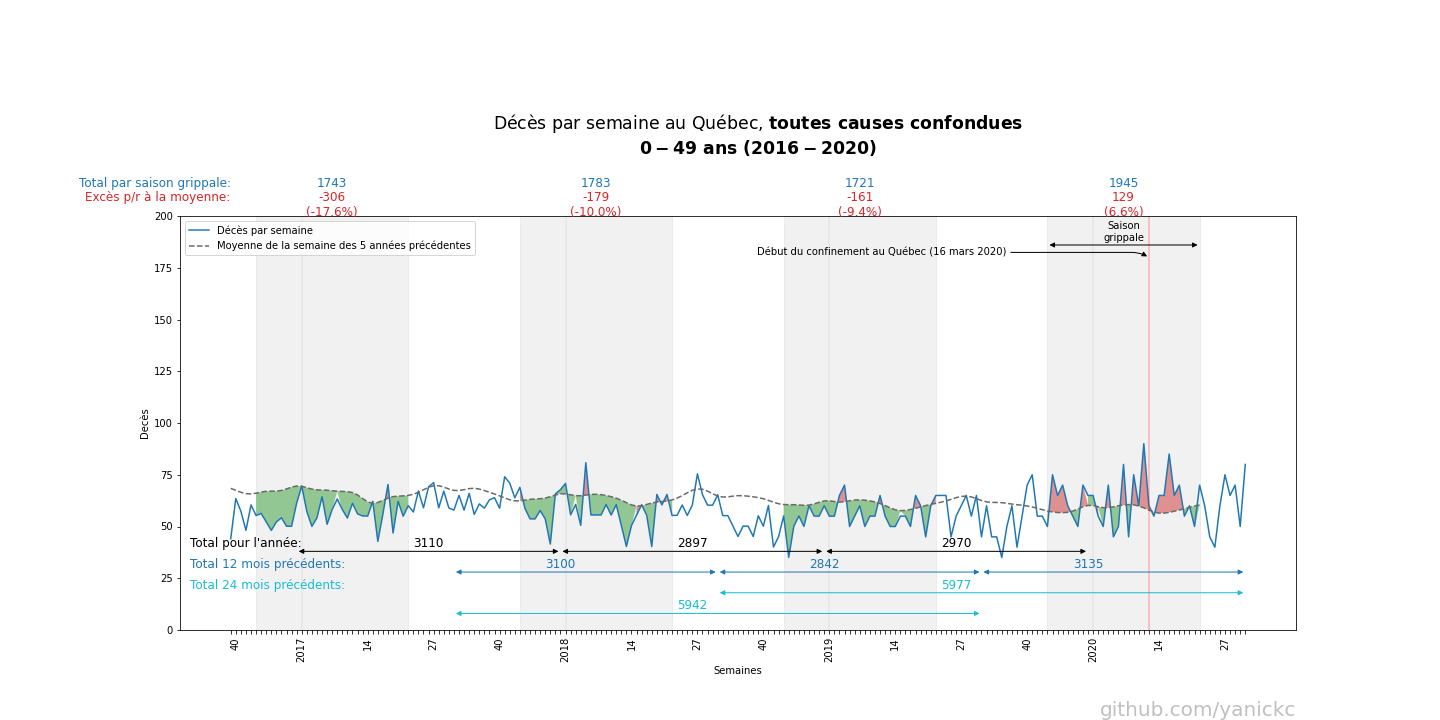 Décès par semaine au Québec, toutes causes confondues
0 – 49 ans (2016 – 2020)
Total par saison grippale: 1743 1783 1721 1945
Excès p/r à la moyenne: -306 -179 -161 129
(-17.6%) (-10.0%) (-9.4%) (6.6%)
200
Décès par semaine
Moyenne de la semaine des 5 années précédentes
Saison
grippale
Début du confinement au Québec (16 mars 2020)
175
150
125
100
Decès
75
50
Total pour l'année: 3110 2897 2970
Total 12 mois précédents: 3100 2842 3135
25
Total 24 mois précédents: 5977
5942
0
40 2017 14 27 40 2018 14 27 40 2019 14 27 40 2020 14 27
Semaines
github.com/yanickc